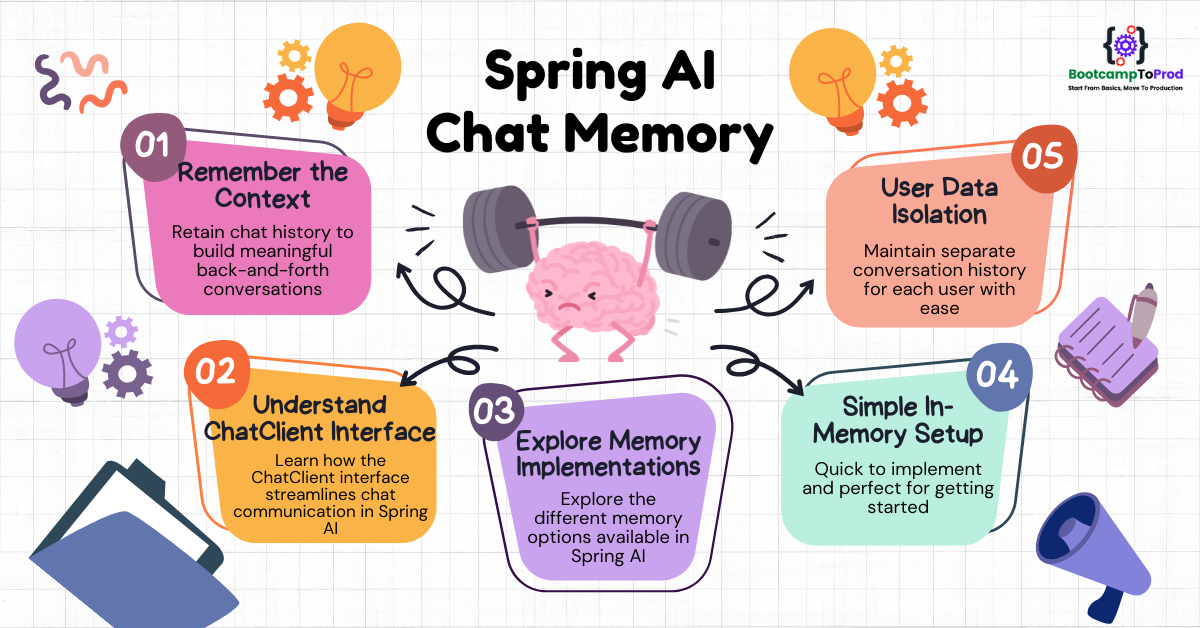 Spring AI
Chat Memory
BootcampToProd
Start From Basics, Move To Production
01
Remember the
Context
Retain chat history to
build meaningful
back-and-forth
conversations
02
Understand
ChatClient Interface
Learn how the
ChatClient interface
streamlines chat
communication in Spring
AI
03
Explore Memory
Implementations
Explore the
different memory
options available in
Spring AI
04
Simple In-
Memory Setup
Quick to implement
and perfect for getting
started
05
User Data
Isolation
Maintain separate
conversation history
for each user with
ease